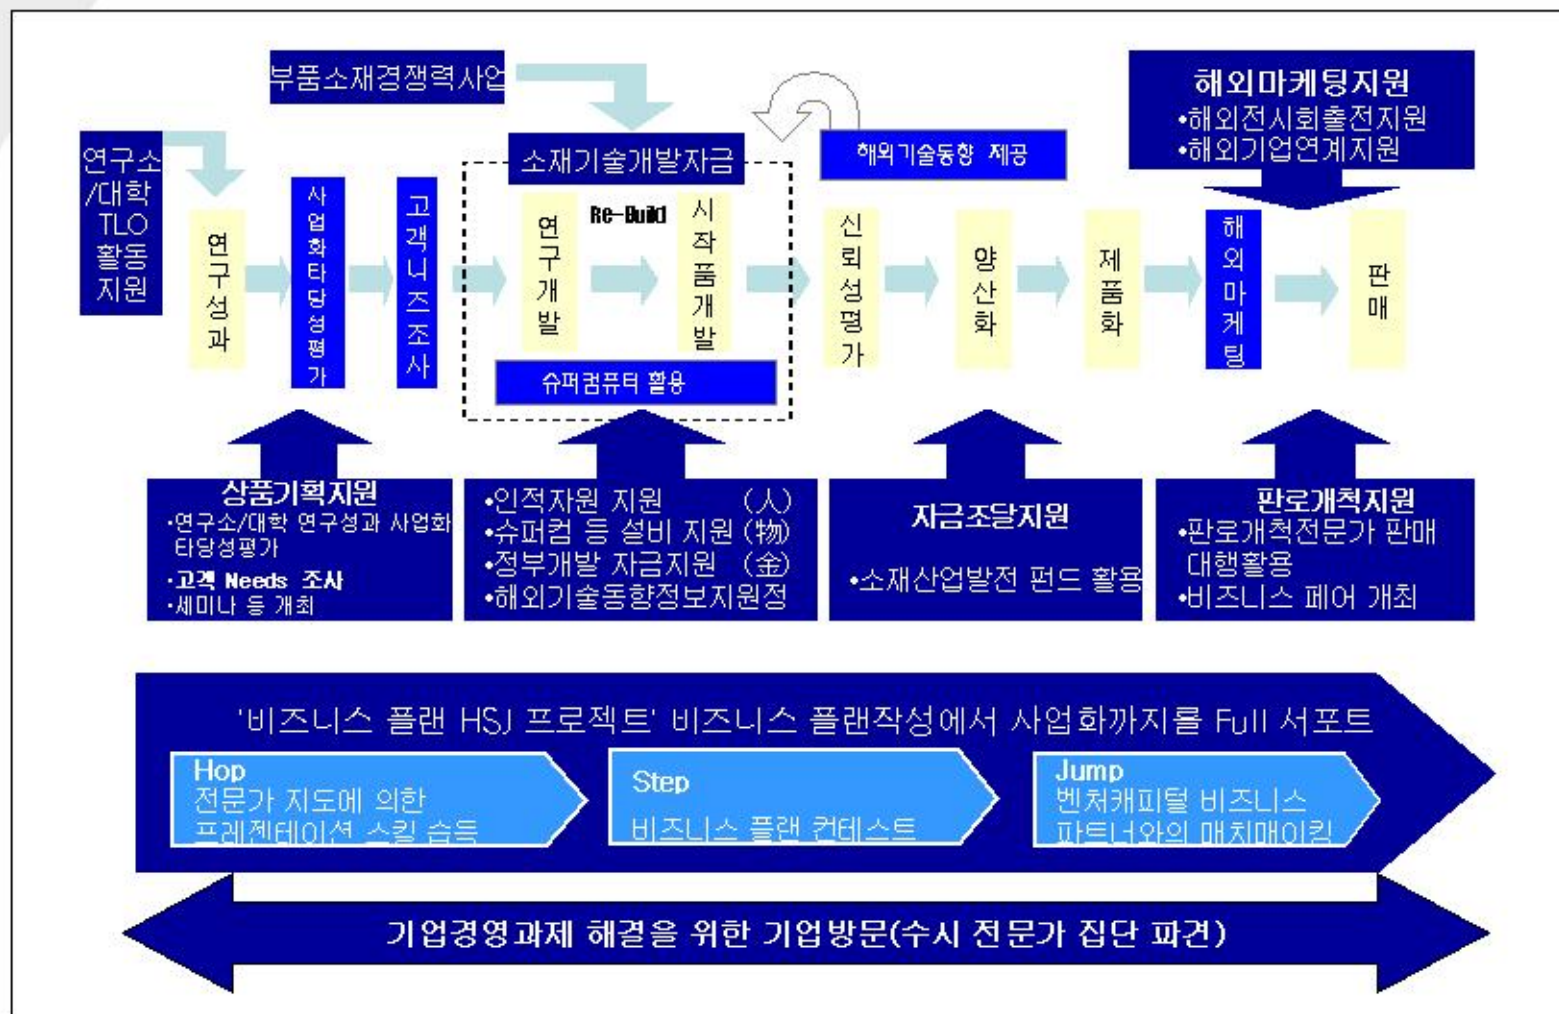 부품소재경쟁력사업
해외마케팅지원
•해외전시회출전지원
•해외기업연계지원
연구소
/대학
TLO
활동
지원
소재기술개발자금
해외기술동향 제공
연구성과
사업화타당성평가
고객니즈조사
연구개발
Re-Build
시작품개발
신뢰성평가
양산화
제품화
해외마케팅
판매
슈퍼컴퓨터 활용
상품기획지원
•연구소/대학 연구성과 사업화
타당성평가
•고객 Needs 조사
•세미나 등 개최
•인적자원 지원 (人)
•슈퍼컴 등 설비 지원 (物)
•정부개발 자금지원 (金)
•해외기술동향정보지원정
자금조달지원
•소재산업발전 펀드 활용
판로개척지원
•판로개척전문가 판매
대행활용
•비즈니스 페어 개최
'비즈니스 플랜 HSJ 프로젝트' 비즈니스 플랜작성에서 사업화까지를 Full 서포트
Hop
전문가 지도에 의한
프레젠테이션 스킬 습득
Step
비즈니스 플랜 컨테스트
Jump
벤처캐피털 비즈니스
파트너와의 매치매이킹
기업경영과제 해결을 위한 기업방문(수시 전문가 집단 파견)